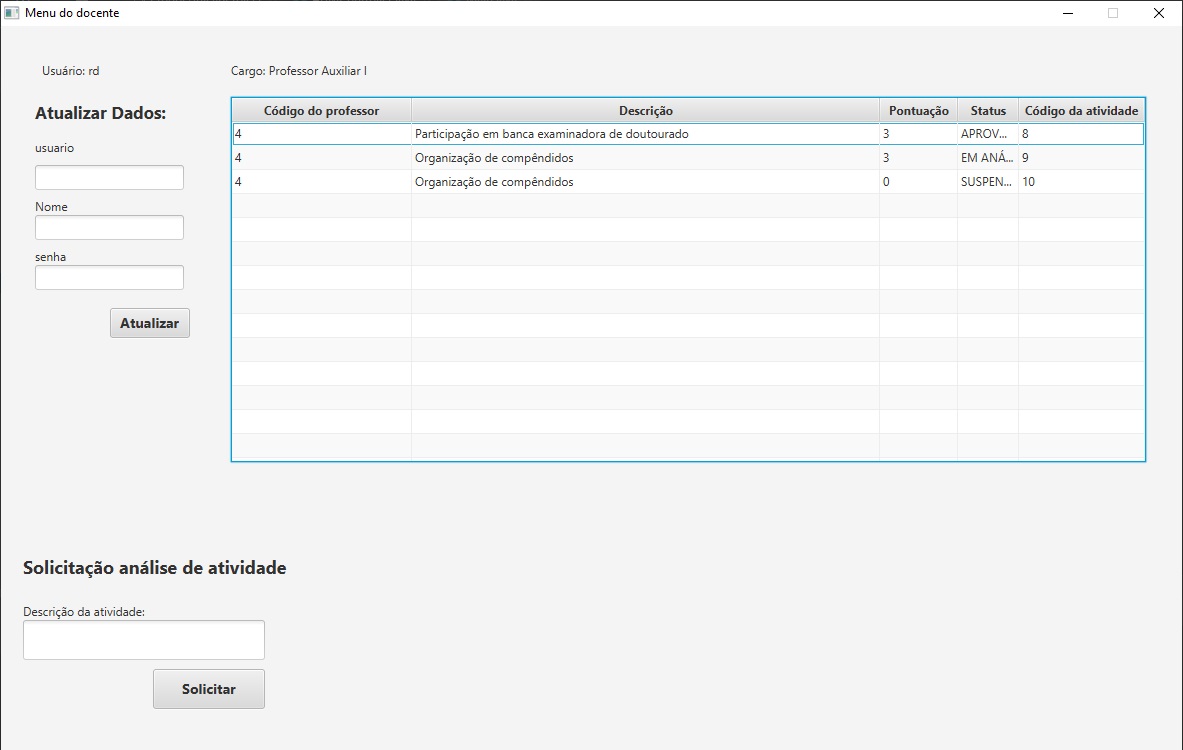 Menu do docente
Usuário: rd
Cargo: Professor Auxiliar I
Atualizar Dados:
usuario
Nome
senha
Atualizar
Código do professor Descrição Pontuação Status Código da atividade
4 Participação em banca examinadora de doutourado 3 APROV... 8
4 Organização de compêndidos 3 EM ANÁ... 9
4 Organização de compêndidos 0 SUSPEN... 10
Solicitação análise de atividade
Descrição da atividade:
Solicitar